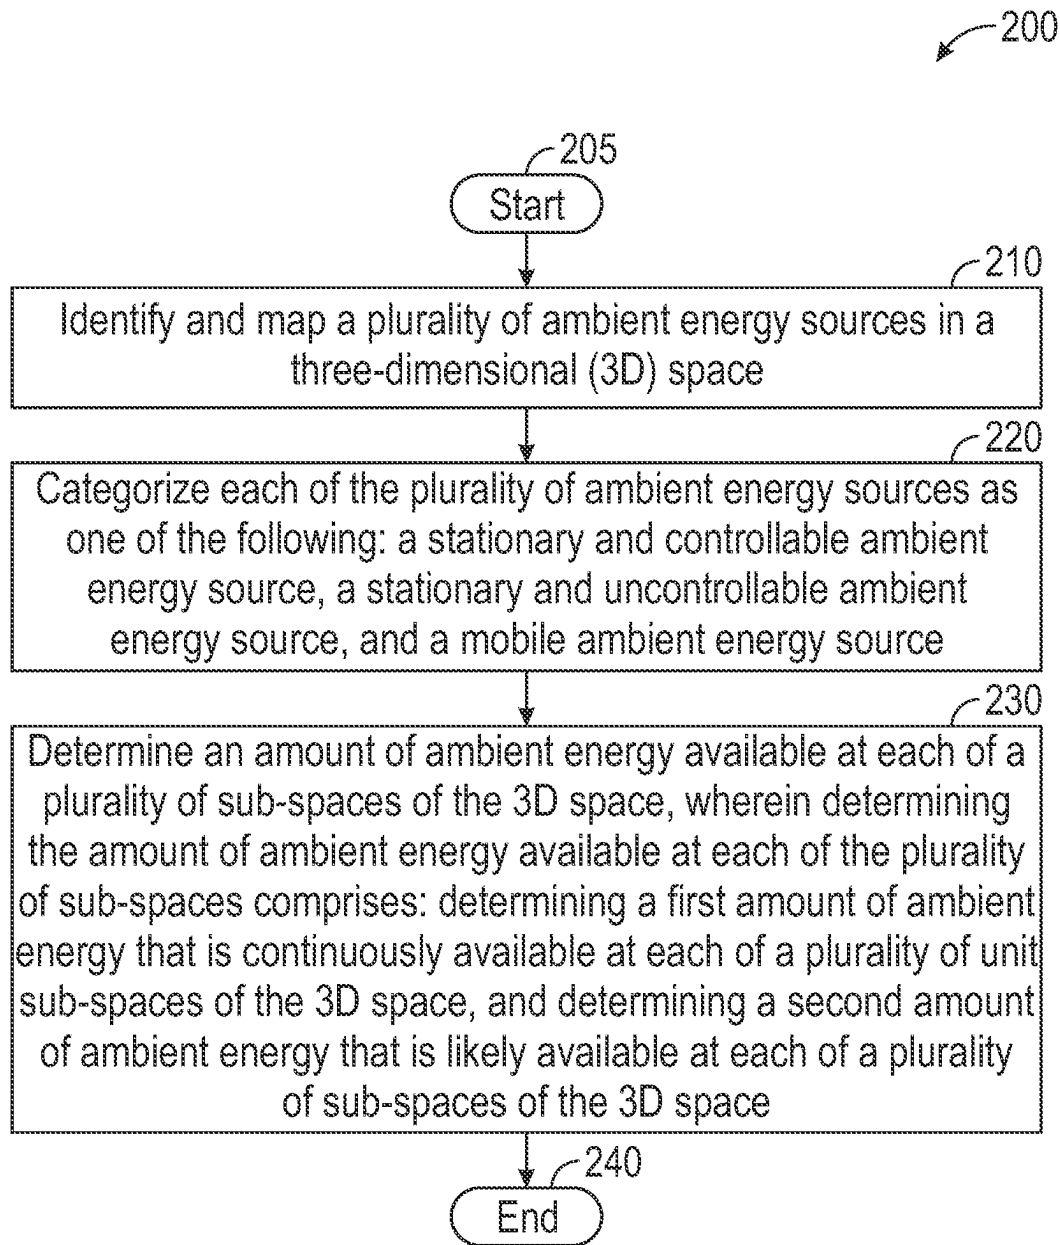 200
205
Start
210
Identify and map a plurality of ambient energy sources in a
three-dimensional (3D) space
220
Categorize each of the plurality of ambient energy sources as
one of the following: a stationary and controllable ambient
energy source, a stationary and uncontrollable ambient
energy source, and a mobile ambient energy source
230
Determine an amount of ambient energy available at each of a
plurality of sub-spaces of the 3D space, wherein determining
the amount of ambient energy available at each of the plurality
of sub-spaces comprises: determining a first amount of ambient
energy that is continuously available at each of a plurality of unit
sub-spaces of the 3D space, and determining a second amount
of ambient energy that is likely available at each of a plurality
of sub-spaces of the 3D space
240
End